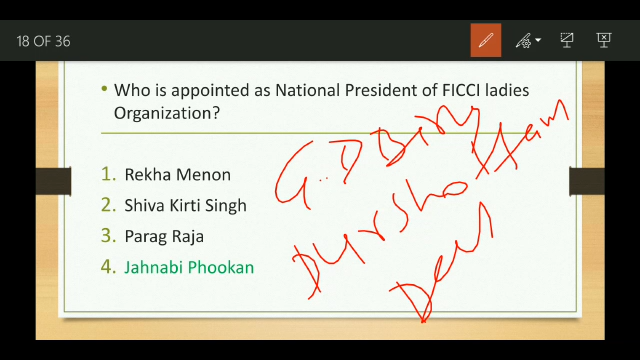 18 OF 36
• Who is appointed as National President of FICCI ladies
Organization?
1. Rekha Menon
2. Shiva Kirti Singh
3. Parag Raja
4. Jahnabi Phookan
G.D